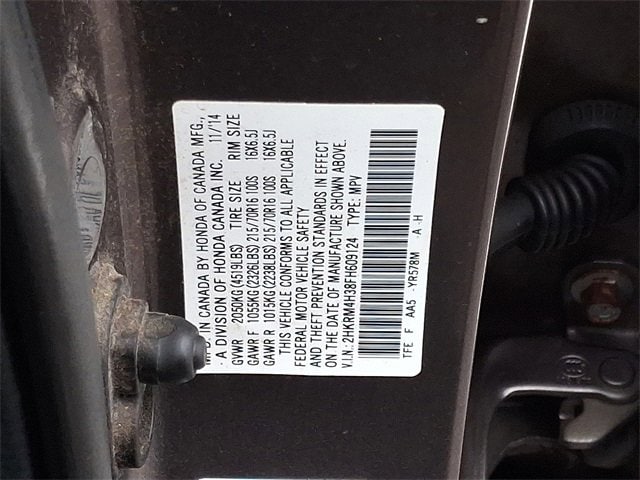 MFD. IN CANADA BY HONDA OF CANADA MFG.,
A DIVISION OF HONDA CANADA INC. 11/14
GVWR 2050KG(4519LBS) TIRE SIZE RIM SIZE
GAWR F 1055KG(2326LBS) 215/70R16 100S 16X6.5J
GAWR R 1015KG(2238LBS) 215/70R16 100S 16X6.5J
THIS VEHICLE CONFORMS TO ALL APPLICABLE
FEDERAL MOTOR VEHICLE SAFETY
AND THEFT PREVENTION STANDARDS IN EFFECT
ON THE DATE OF MANUFACTURE SHOWN ABOVE.
V.I.N.: 2HKRM4H38FH609124 TYPE: MPV
TFE F AA5 YR578M -A -H